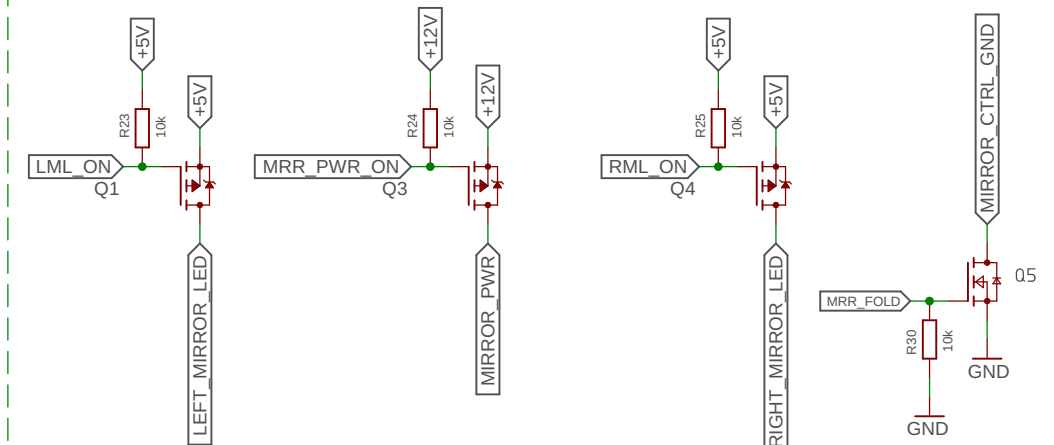 +5V
+5V
R23
10k
LML_ON
Q1
LEFT_MIRROR_LED
+12V
+12V
R24
10k
MRR_PWR_ON
Q3
MIRROR_PWR
+5V
+5V
R25
10k
RML_ON
Q4
RIGHT_MIRROR_LED
MIRROR_CTRL_GND
Q5
MRR_FOLD
R30
10k
GND
GND